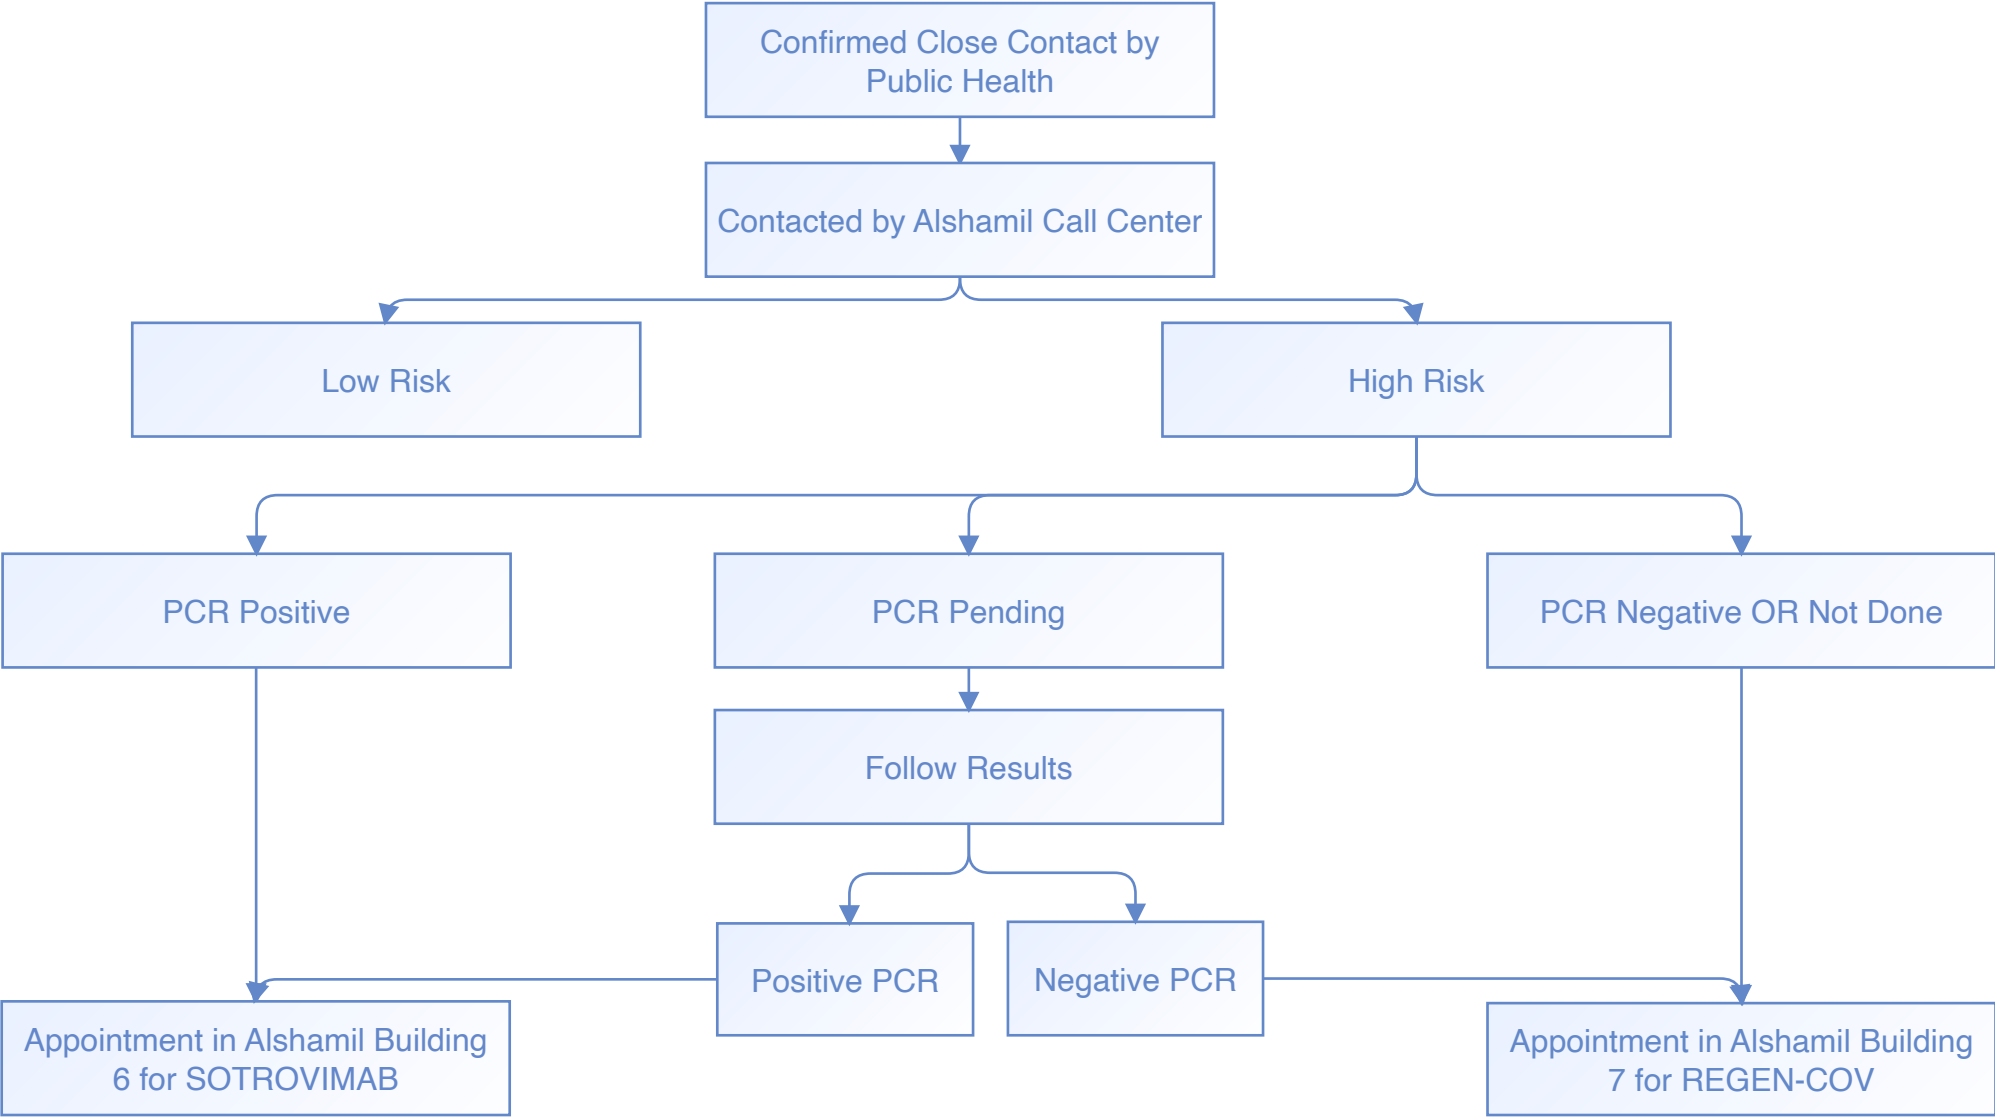 Confirmed Close Contact by
Public Health
Contacted by Alshamil Call Center
Low Risk
High Risk
PCR Positive
PCR Pending
PCR Negative OR Not Done
Follow Results
Positive PCR
Negative PCR
Appointment in Alshamil Building
6 for SOTROVIMAB
Appointment in Alshamil Building
7 for REGEN-COV